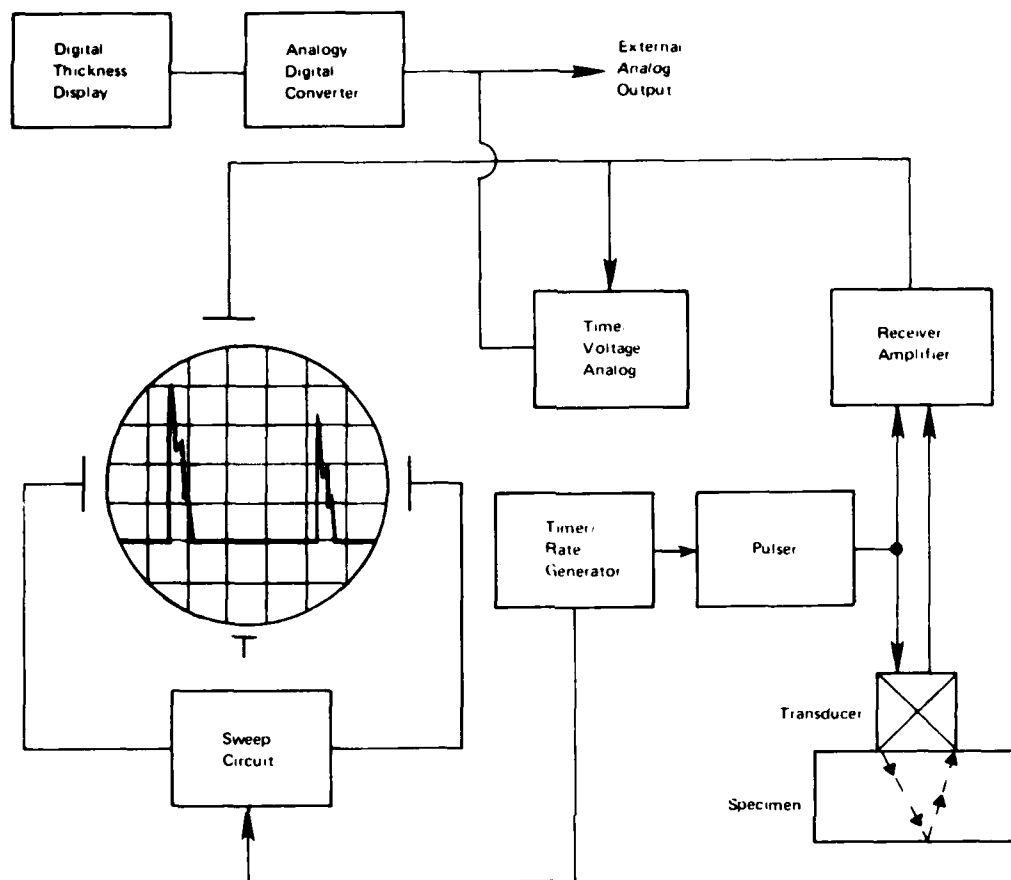 Digital
Thickness
Display
Analogy
Digital
Converter
External
Analog
Output
Time
Voltage
Analog
Receiver
Amplifier
Timer/
Rate
Generator
Pulser
Transducer
Sweep
Circuit
Specimen